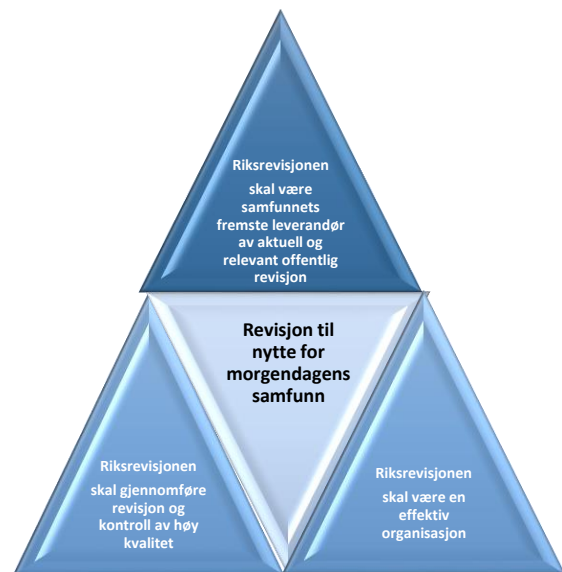 Riksrevisjonen
skal være
samfunnets
fremste leverandør
av aktuell og
relevant offentlig
revisjon
Revisjon til
nytte for
morgendagens
samfunn
Riksrevisjonen
skal gjennomføre
revisjon og
kontroll av høy
kvalitet
Riksrevisjonen
skal være en
effektiv
organisasjon